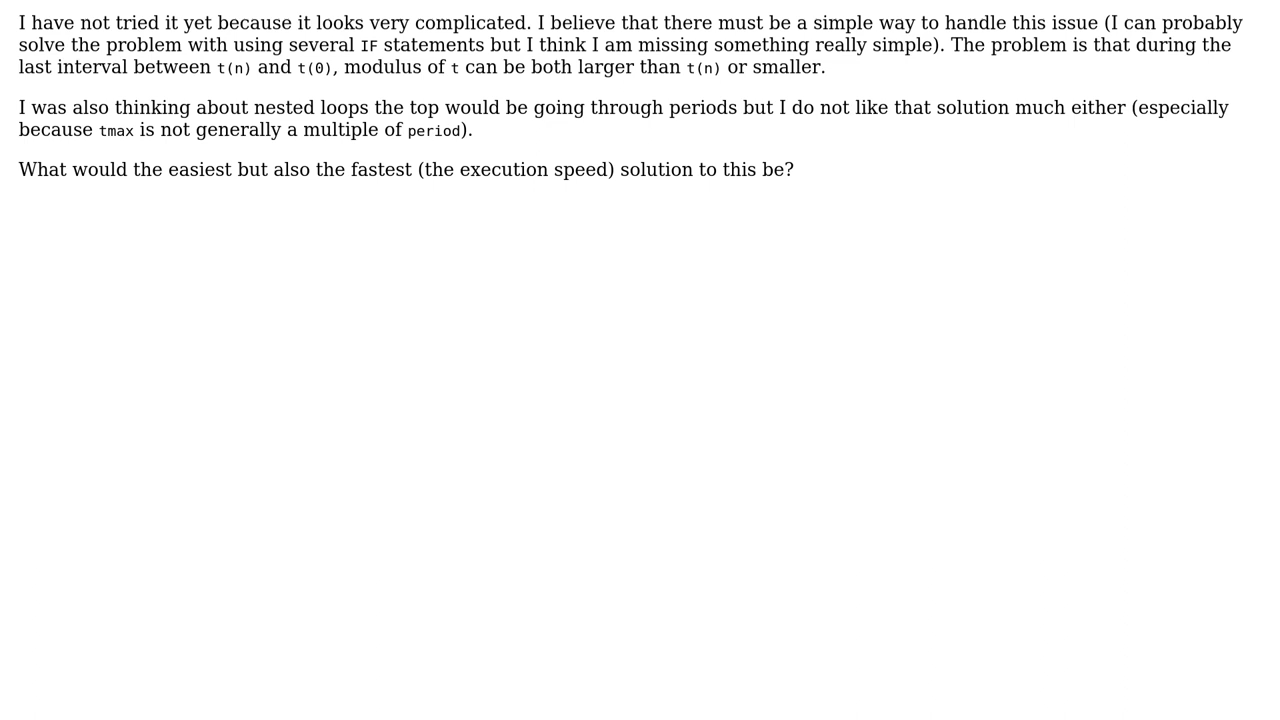 I have not tried it yet because it looks very complicated. I believe that there must be a simple way to handle this issue (I can probably
solve the problem with using several IF statements but I think I am missing something really simple). The problem is that during the
last interval between t(n) and t(0), modulus of t can be both larger than t(n) or smaller.
I was also thinking about nested loops the top would be going through periods but I do not like that solution much either (especially
because tmax is not generally a multiple of period).
What would the easiest but also the fastest (the execution speed) solution to this be?